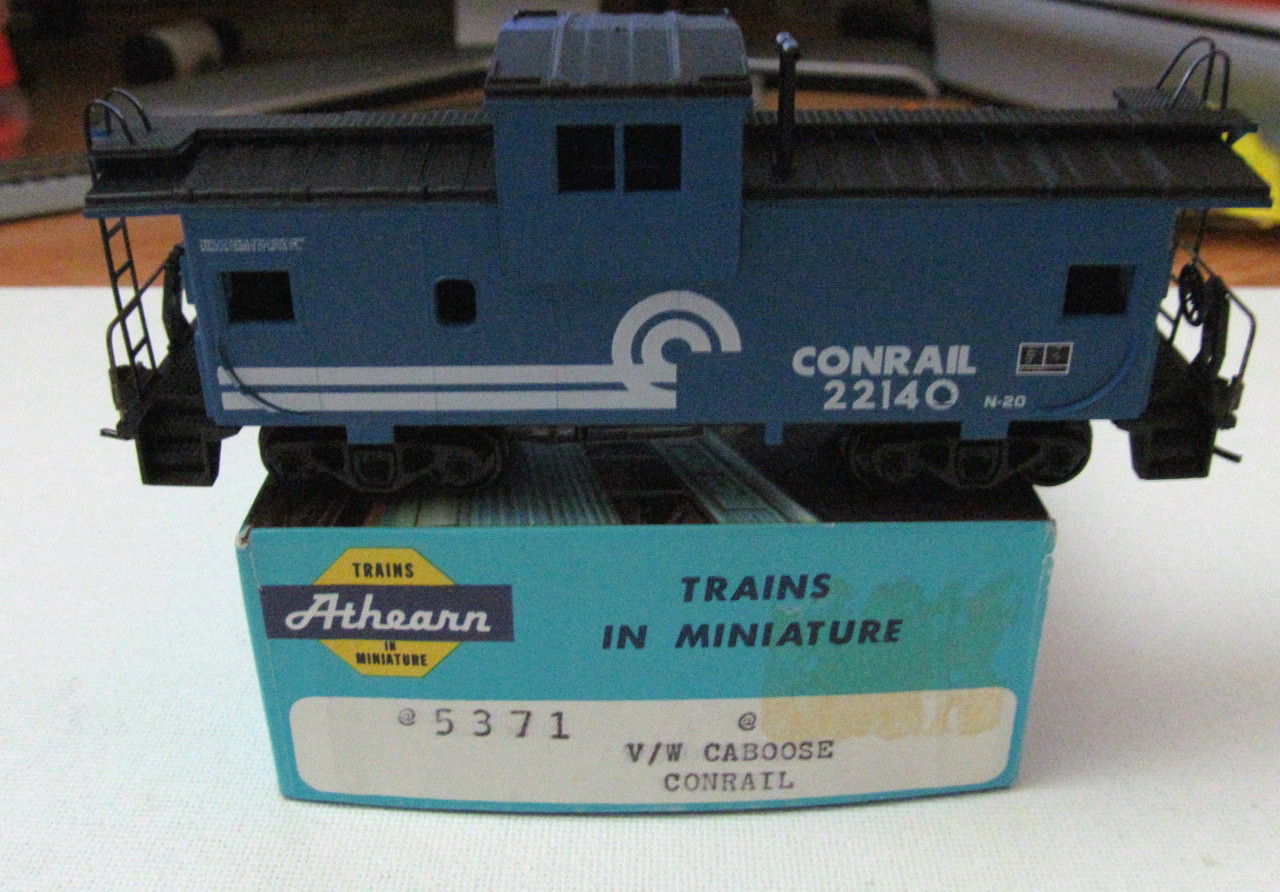 CONRAIL
22140 N-20
TRAINS
Athearn
IN
MINIATURE
TRAINS
IN MINIATURE
@5371 @
V/W CABOOSE
CONRAIL